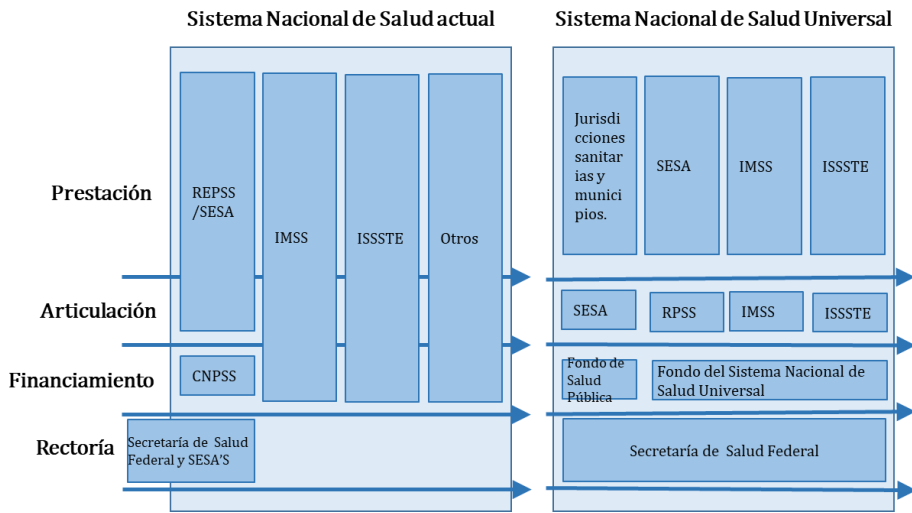 Sistema Nacional de Salud actual
Sistema Nacional de Salud Universal
Prestación
REPSS
/SESA
IMSS
ISSSTE
Otros
Jurisdi
cciones
sanitar
ias y
munici
pios.
SESA
IMSS
ISSSTE
Articulación
SESA
RPSS
IMSS
ISSSTE
Financiamiento
CNPSS
Fondo de
Salud
Pública
Fondo del Sistema Nacional de
Salud Universal
Rectoría
Secretaría de Salud
Federal y SESA'S
Secretaría de Salud Federal